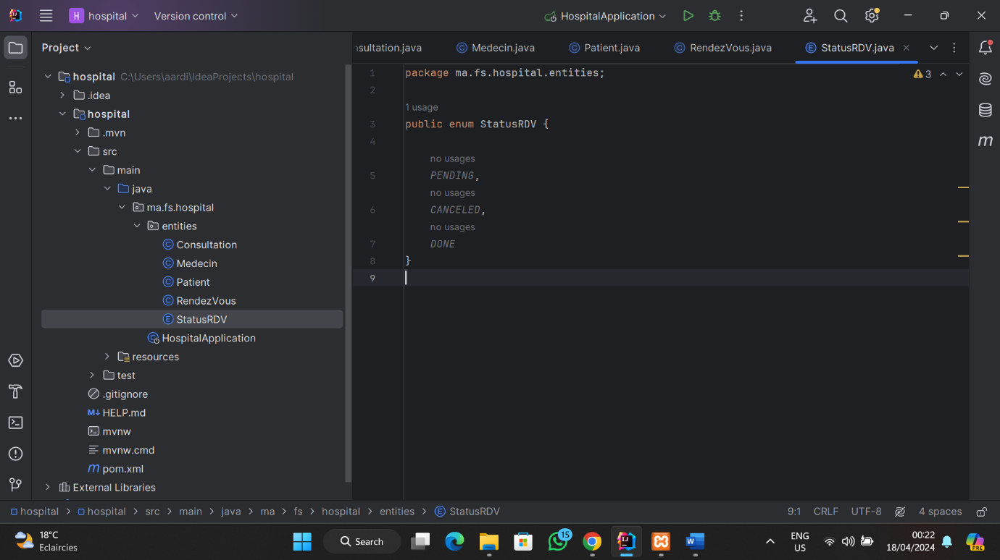 H hospital Version control HospitalApplication
Project
nsultation.java Medecin.java Patient.java RendezVous.java StatusRDV.java
hospital C:\Users\aardi\IdeaProjects\hospital
.idea
hospital
.mvn
src
main
java
ma.fs.hospital
entities
Consultation
Medecin
Patient
RendezVous
StatusRDV
HospitalApplication
resources
test
.gitignore
HELP.md
mvnw
mvnw.cmd
pom.xml
External Libraries
1 package ma.fs.hospital.entities; 3
2
1 usage
3 public enum StatusRDV {
4
no usages
5 PENDING,
no usages
6 CANCELED,
no usages
7 DONE
8 }
9
hospital > hospital > src > main > java > ma > fs > hospital > entities > StatusRDV 9:1 CRLF UTF-8 4 spaces
18°C
Eclaircies
Search
15
ENG
US
00:22
18/04/2024
PRE